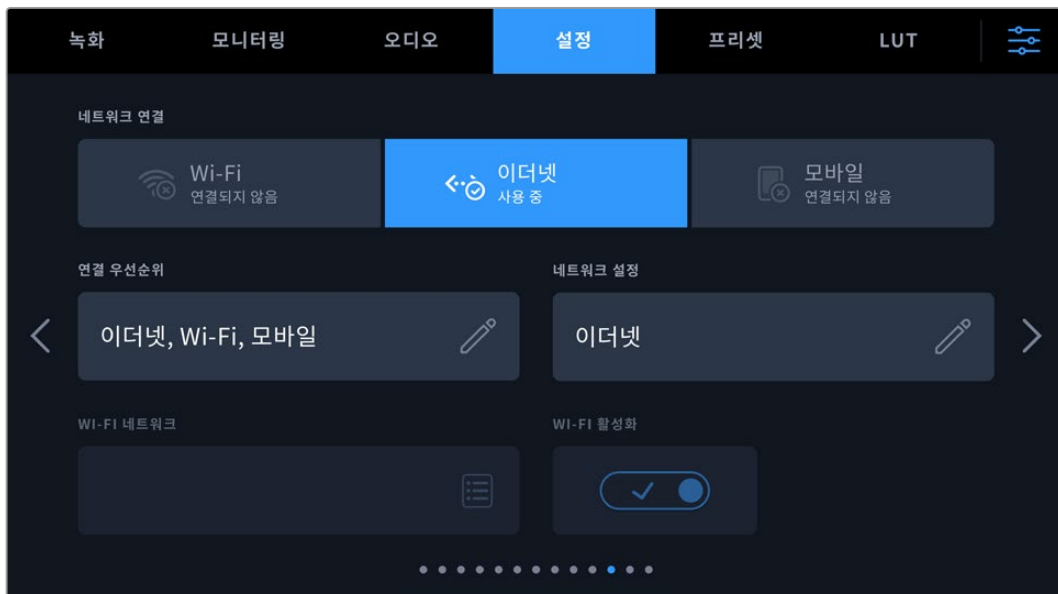 녹화 모니터링 오디오 설정 프리셋 LUT
네트워크 연결
Wi-Fi 이더넷 모바일
연결되지 않음 사용 중 연결되지 않음
연결 우선순위 네트워크 설정
이더넷, Wi-Fi, 모바일 이더넷
WI-FI 네트워크 WI-FI 활성화